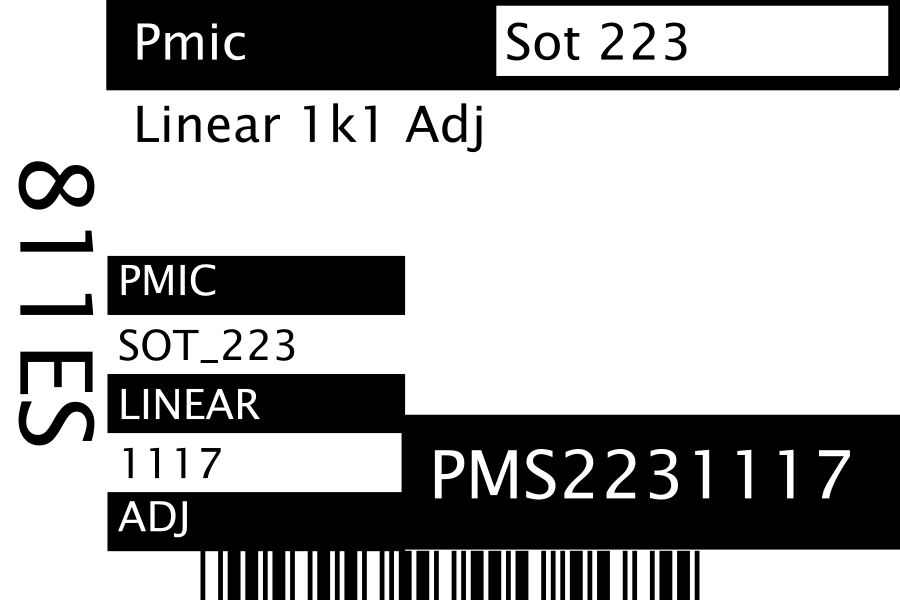 Pmic
Sot 223
Linear 1k1 Adj
811ES
PMIC
SOT_223
LINEAR
1117
ADJ
PMS2231117